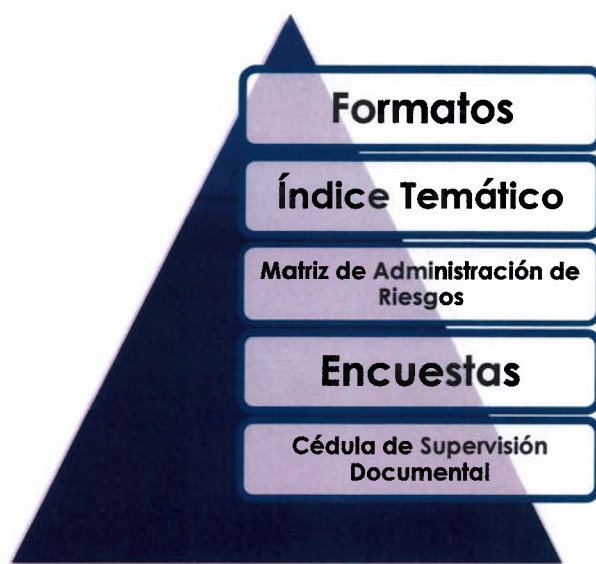 Formatos
Índice Temático
Matriz de Administración de
Riesgos
Encuestas
Cédula de Supervisión
Documental